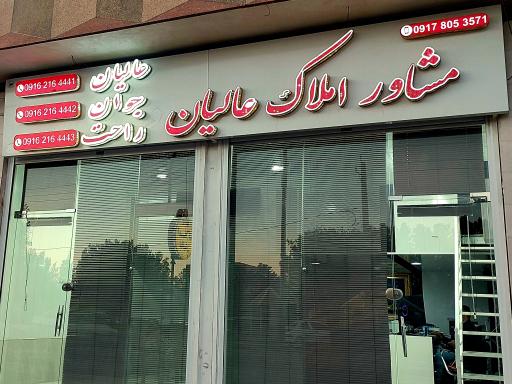 مشاور املاک عالیان
0917 805 3571
عالیان
0916 216 4441
جوان
0916 216 4442
راحت
0916 216 4443